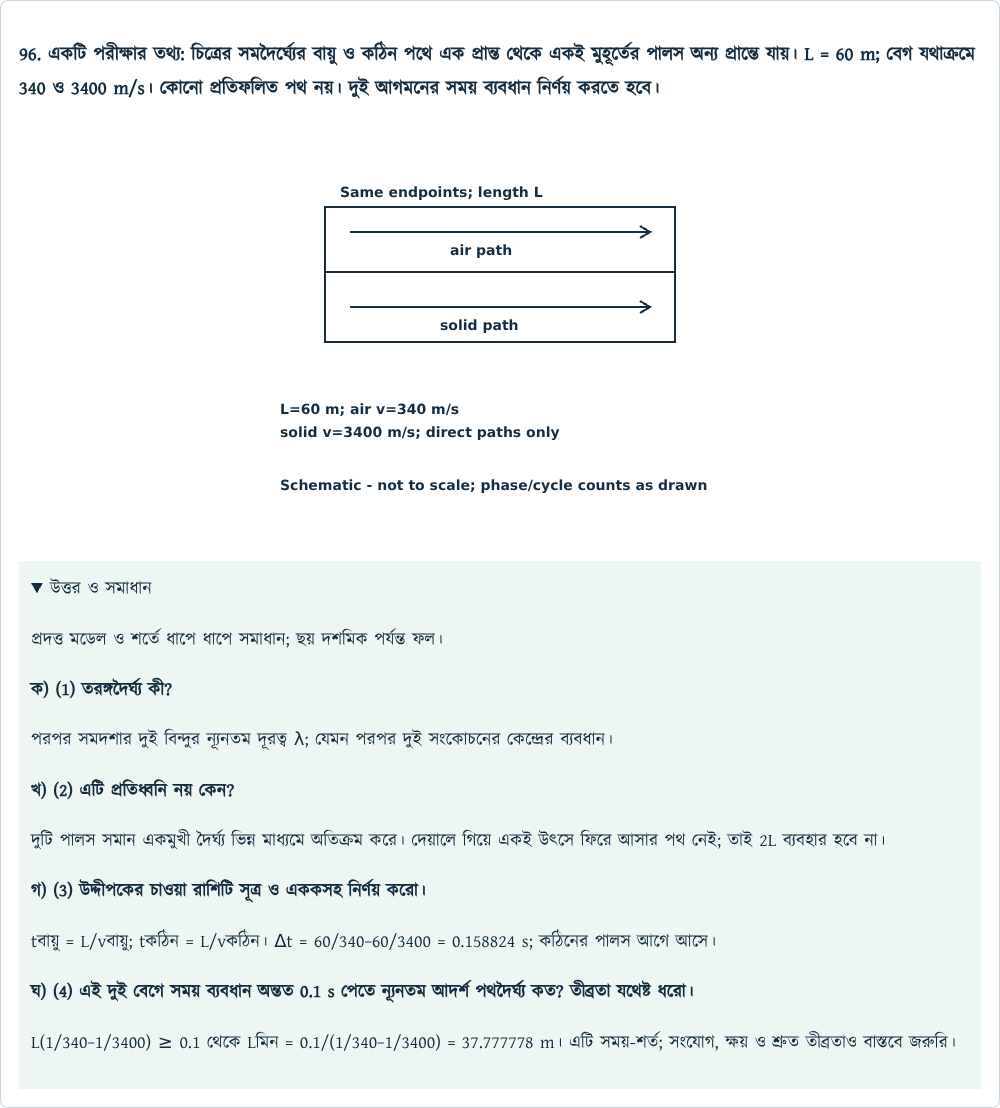 96. একটি পরীক্ষার তথ্য: চিত্রের সমদৈর্ঘ্যের বায়ু ও কঠিন পথে এক প্রান্ত থেকে একই মুহূর্তের পালস অন্য প্রান্তে যায়। L = 60 m; বেগ যথাক্রমে
340 ও 3400 m/s। কোনো প্রতিফলিত পথ নয়। দুই আগমনের সময় ব্যবধান নির্ণয় করতে হবে।
Same endpoints; length L
air path
solid path
L=60 m; air v=340 m/s
solid v=3400 m/s; direct paths only
Schematic - not to scale; phase/cycle counts as drawn
▼ উত্তর ও সমাধান
প্রদত্ত মডেল ও শর্তে ধাপে ধাপে সমাধান; ছয় দশমিক পর্যন্ত ফল।
ক) (1) তরঙ্গদৈর্ঘ্য কী?
পরপর সমদশার দুই বিন্দুর ন্যূনতম দূরত্ব λ; যেমন পরপর দুই সংকোচনের কেন্দ্রের ব্যবধান।
খ) (2) এটি প্রতিধ্বনি নয় কেন?
দুটি পালস সমান একমুখী দৈর্ঘ্য ভিন্ন মাধ্যমে অতিক্রম করে। দেয়ালে গিয়ে একই উৎসে ফিরে আসার পথ নেই; তাই 2L ব্যবহার হবে না।
গ) (3) উদ্দীপকের চাওয়া রাশিটি সূত্র ও এককসহ নির্ণয় করো।
tবায়ু = L/vবায়ু; tকঠিন = L/vকঠিন। Δt = 60/340–60/3400 = 0.158824 s; কঠিনের পালস আগে আসে।
ঘ) (4) এই দুই বেগে সময় ব্যবধান অন্তত 0.1 s পেতে ন্যূনতম আদর্শ পথদৈর্ঘ্য কত? তীব্রতা যথেষ্ট ধরো।
L(1/340–1/3400) ≥ 0.1 থেকে Lমিন = 0.1/(1/340–1/3400) = 37.777778 m। এটি সময়-শর্ত; সংযোগ, ক্ষয় ও শ্রুত তীব্রতাও বাস্তবে জরুরি।